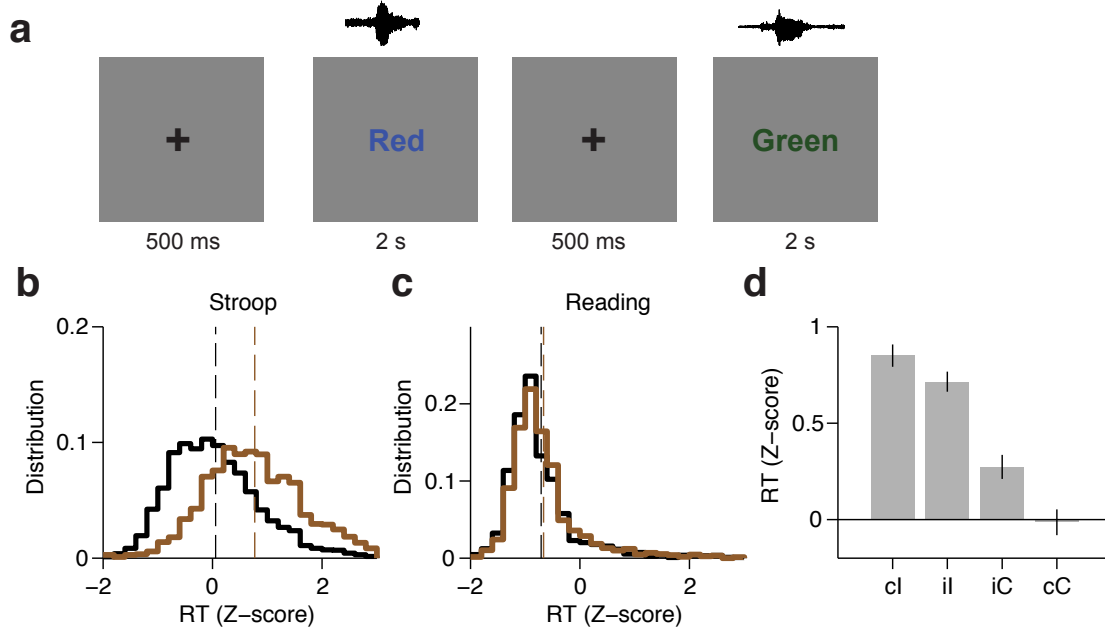 a
+
Red
+
Green
500 ms
2 s
500 ms
2 s
b
Stroop
0.2
0.1
0
Distribution
−2
0
2
RT (Z−score)
c
Reading
0.2
0.1
0
Distribution
−2
0
2
RT (Z−score)
d
1
0.5
0
RT (Z−score)
cI
iI
iC
cC